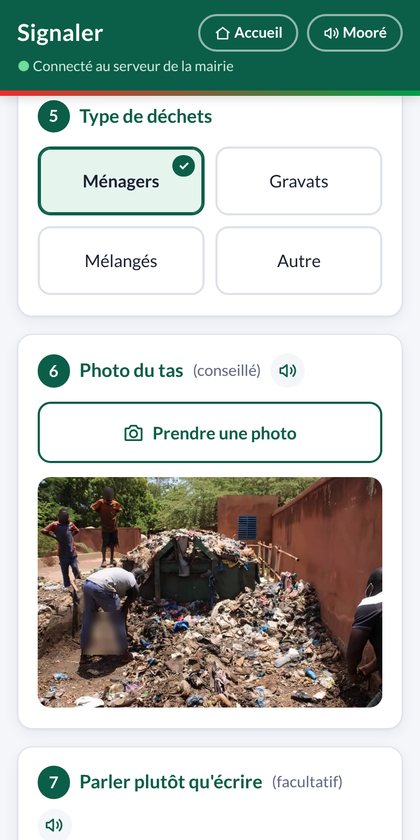 Signaler
Accueil
Mooré
Connecté au serveur de la mairie
5 Type de déchets
Ménagers
Gravats
Mélangés
Autre
6 Photo du tas (conseillé)
Prendre une photo
7 Parler plutôt qu'écrire (facultatif)